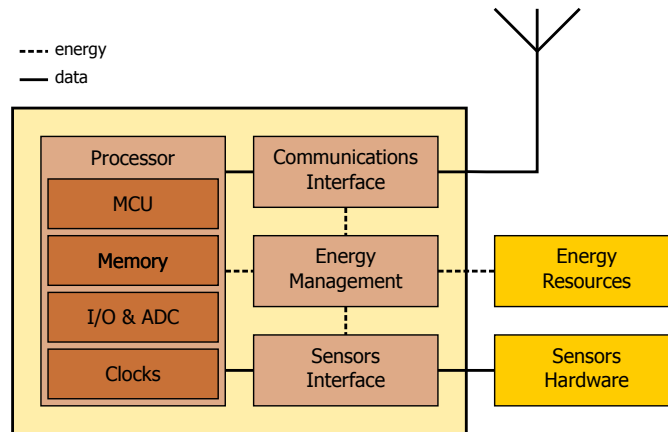 energy
data
Processor
MCU
Memory
I/O & ADC
Clocks
Communications
Interface
Energy
Management
Sensors
Interface
Energy
Resources
Sensors
Hardware